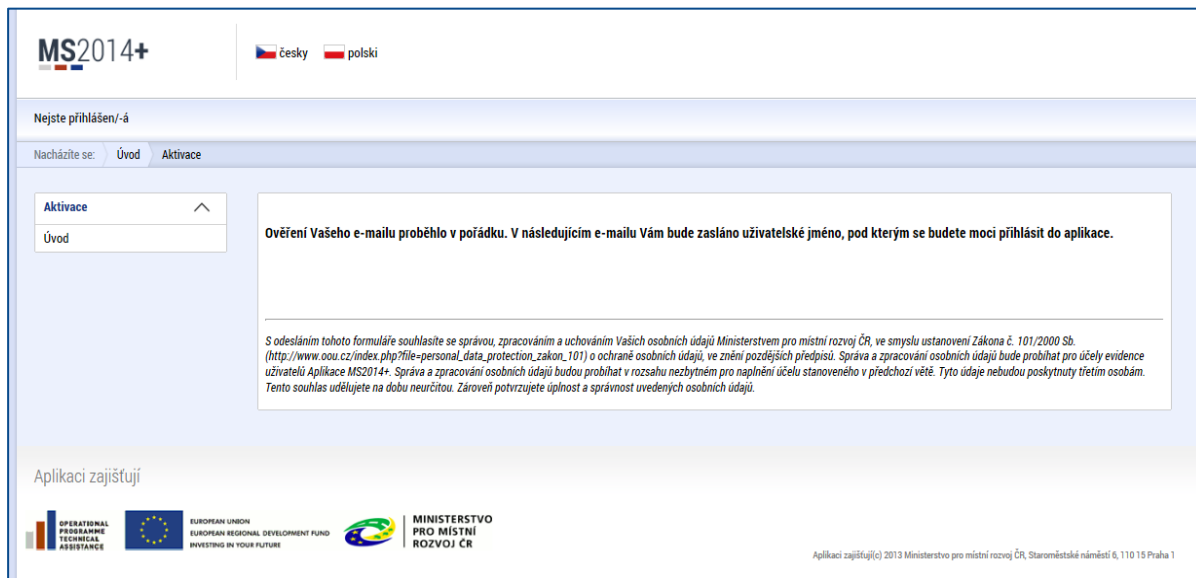 MS2014+
česky polski
Nejste přihlášen/-á
Nacházíte se: Úvod Aktivace
Aktivace
Úvod
Ověření Vašeho e-mailu proběhlo v pořádku. V následujícím e-mailu Vám bude zasláno uživatelské jméno, pod kterým se budete moci přihlásit do aplikace.
S odesláním tohoto formuláře souhlasíte se správou, zpracováním a uchováním Vašich osobních údajů Ministerstvem pro místní rozvoj ČR, ve smyslu ustanovení Zákona č. 101/2000 Sb.
(http://www.oou.cz/index.php?file=personal_data_protection_zakon_101) o ochraně osobních údajů, ve znění pozdějších předpisů. Správa a zpracování osobních údajů bude probíhat pro účely evidence
uživatelů Aplikace MS2014+. Správa a zpracování osobních údajů budou probíhat v rozsahu nezbytném pro naplnění účelu stanoveného v předchozí větě. Tyto údaje nebudou poskytnuty třetím osobám.
Tento souhlas udělujete na dobu neurčitou. Zároveň potvrzujete úplnost a správnost uvedených osobních údajů.
Aplikaci zajišťují
OPERATIONAL
PROGRAMME
TECHNICAL
ASSISTANCE
EUROPEAN UNION
EUROPEAN REGIONAL DEVELOPMENT FUND
INVESTING IN YOUR FUTURE
MINISTERSTVO
PRO MÍSTNÍ
ROZVOJ ČR
Aplikaci zajišťují(c) 2013 Ministerstvo pro místní rozvoj ČR, Staroměstské náměstí 6, 110 15 Praha 1